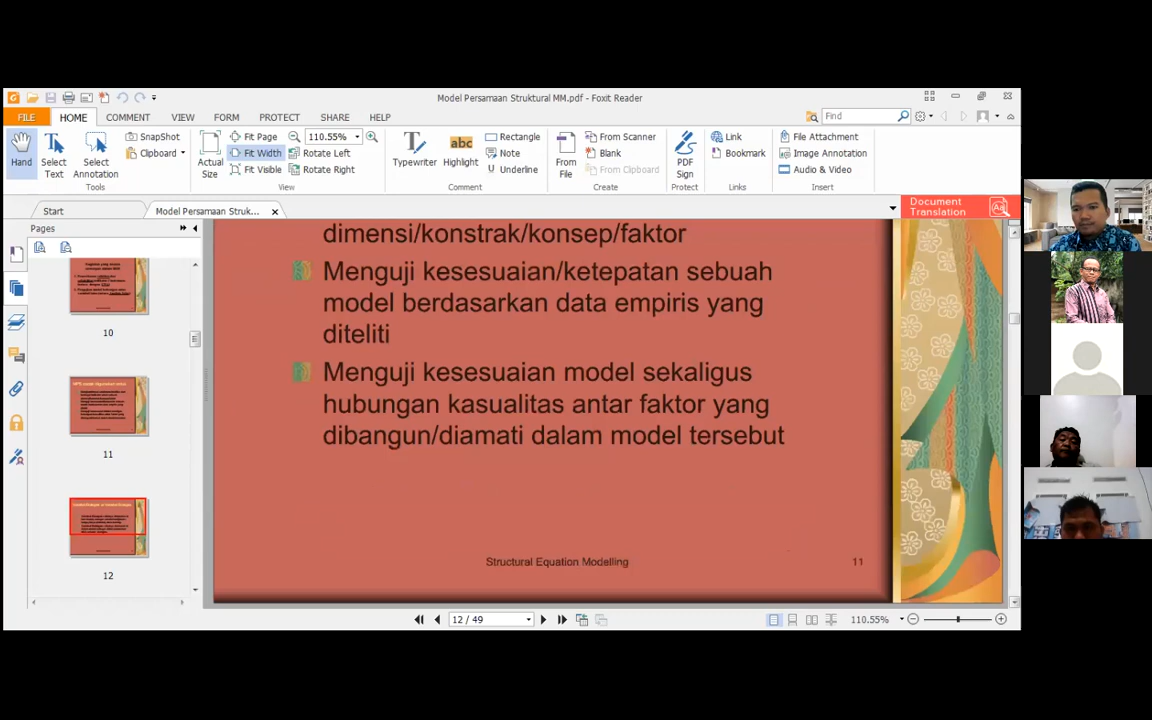 Model Persamaan Struktural MM.pdf - Foxit Reader
FILE HOME COMMENT VIEW FORM PROTECT SHARE HELP
Find
Hand
Select Text
Select Annotation
SnapShot
Clipboard
Tools
Actual Size
Fit Page
Fit Width
Fit Visible
110.55%
Rotate Left
Rotate Right
View
Typewriter
Highlight
Rectangle
Note
Underline
Comment
From File
From Scanner
Blank
From Clipboard
Create
PDF Sign
Protect
Link
Bookmark
Links
File Attachment
Image Annotation
Audio & Video
Insert
Start
Model Persamaan Struk...
Document
Translation
Pages
10
11
12
dimensi/konstrak/konsep/faktor
Menguji kesesuaian/ketepatan sebuah
model berdasarkan data empiris yang
diteliti
Menguji kesesuaian model sekaligus
hubungan kasualitas antar faktor yang
dibangun/diamati dalam model tersebut
Structural Equation Modelling
11
12 / 49
110.55%